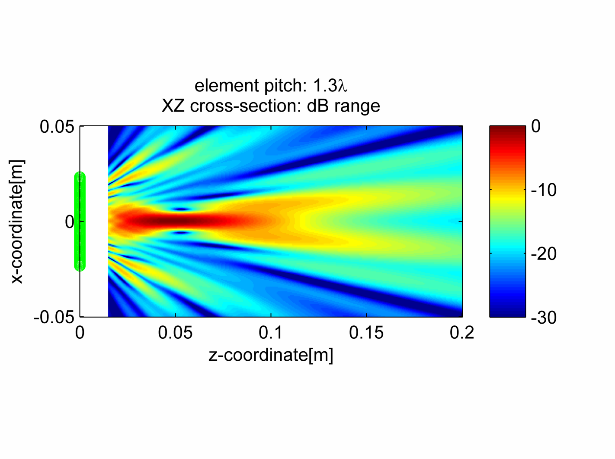 element pitch: 1.3λ
XZ cross-section: dB range
0.05
0
-0.05
x-coordinate[m]
0 0.05 0.1 0.15 0.2
z-coordinate[m]
0
-10
-20
-30